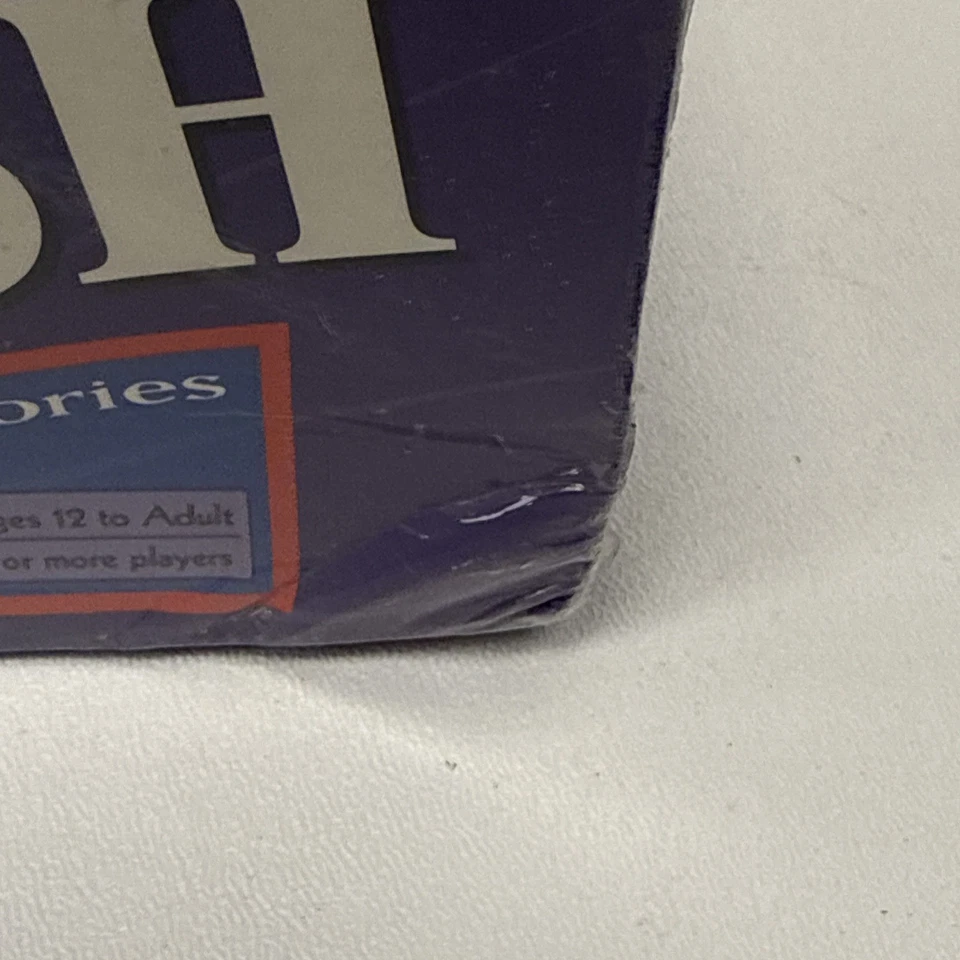 H
ories
ges 12 to Adult
or more players